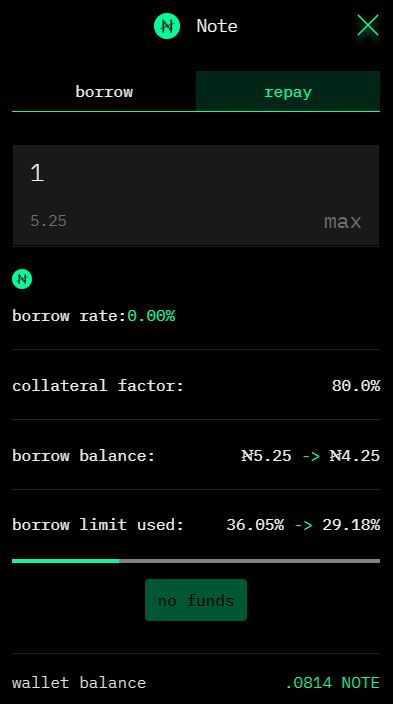 Note
borrow repay
1
5.25 max
borrow rate:0.00%
collateral factor: 80.0%
borrow balance: ₦5.25 -> ₦4.25
borrow limit used: 36.05% -> 29.18%
no funds
wallet balance .0814 NOTE